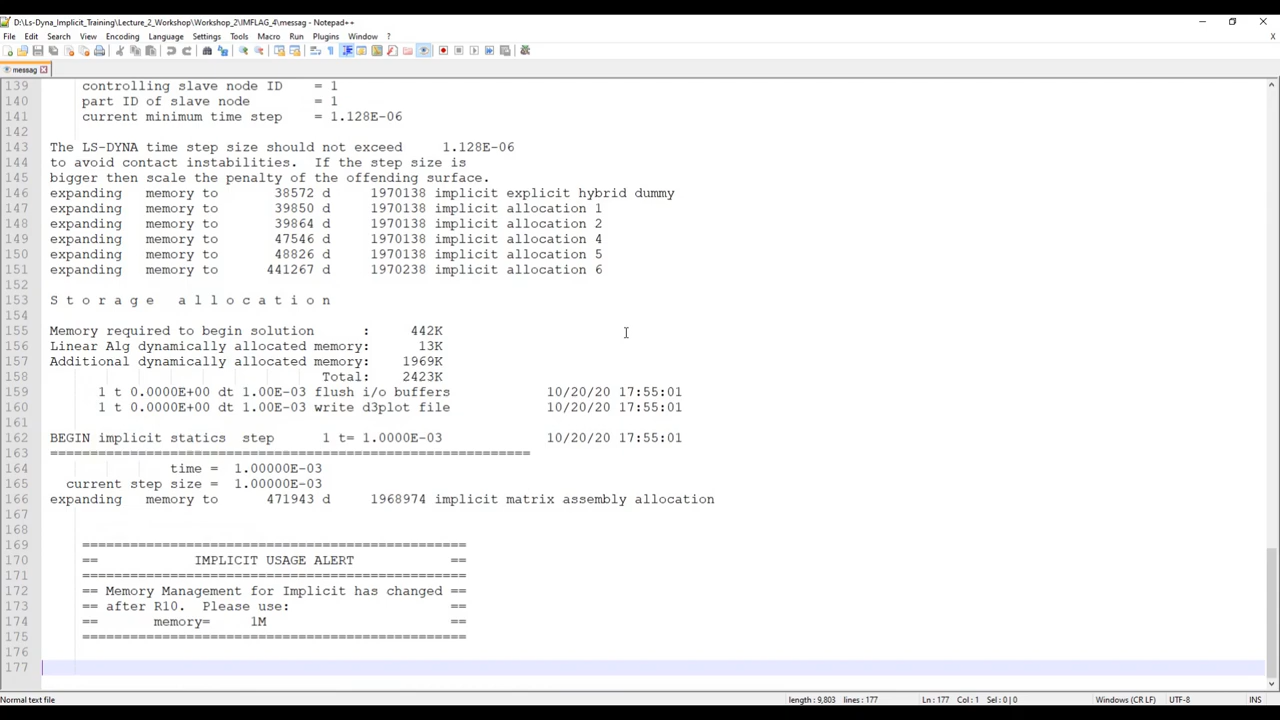 D:\Ls-Dyna_Implicit_Training\Lecture_2_Workshop\Workshop_2\IMFLAG_4\messag - Notepad++
File Edit Search View Encoding Language Settings Tools Macro Run Plugins Window ? X
messag
139 controlling slave node ID = 1
140 part ID of slave node = 1
141 current minimum time step = 1.128E-06
142
143 The LS-DYNA time step size should not exceed 1.128E-06
144 to avoid contact instabilities. If the step size is
145 bigger then scale the penalty of the offending surface.
146 expanding memory to 38572 d 1970138 implicit explicit hybrid dummy
147 expanding memory to 39850 d 1970138 implicit allocation 1
148 expanding memory to 39864 d 1970138 implicit allocation 2
149 expanding memory to 47546 d 1970138 implicit allocation 4
150 expanding memory to 48826 d 1970138 implicit allocation 5
151 expanding memory to 441267 d 1970238 implicit allocation 6
152
153 S t o r a g e a l l o c a t i o n
154
155 Memory required to begin solution : 442K
156 Linear Alg dynamically allocated memory: 13K
157 Additional dynamically allocated memory: 1969K
158 Total: 2423K
159 1 t 0.0000E+00 dt 1.00E-03 flush i/o buffers 10/20/20 17:55:01
160 1 t 0.0000E+00 dt 1.00E-03 write d3plot file 10/20/20 17:55:01
161
162 BEGIN implicit statics step 1 t= 1.0000E-03 10/20/20 17:55:01
163 ============================================================
164 time = 1.00000E-03
165 current step size = 1.00000E-03
166 expanding memory to 471943 d 1968974 implicit matrix assembly allocation
167
168
169 ================================================
170 == IMPLICIT USAGE ALERT ==
171 ================================================
172 == Memory Management for Implicit has changed ==
173 == after R10. Please use: ==
174 == memory= 1M ==
175 ================================================
176
177
Normal text file length : 9,803 lines : 177 Ln : 177 Col : 1 Sel : 0 | 0 Windows (CR LF) UTF-8 INS